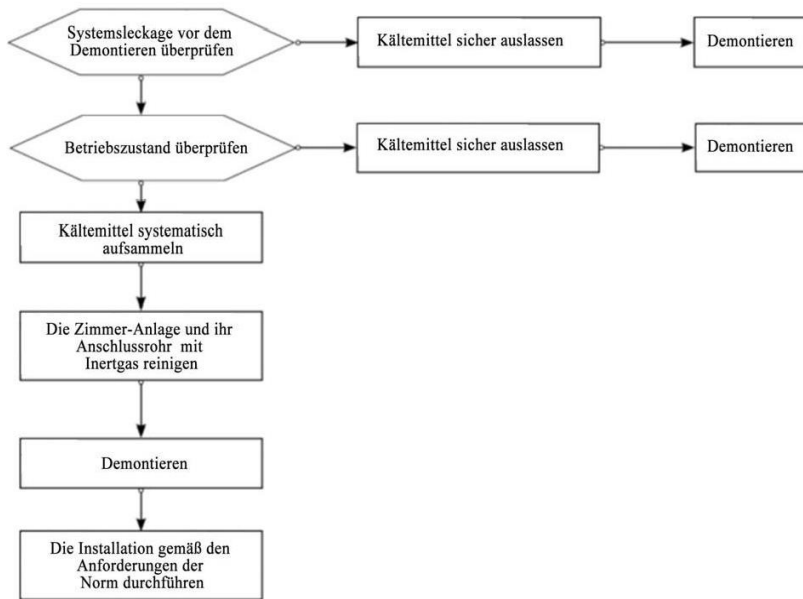 Systemsleckage vor dem
Demontieren überprüfen
Kältemittel sicher auslassen
Demontieren
Betriebszustand überprüfen
Kältemittel sicher auslassen
Demontieren
Kältemittel systematisch
aufsammeln
Die Zimmer-Anlage und ihr
Anschlussrohr mit
Inertgas reinigen
Demontieren
Die Installation gemäß den
Anforderungen der
Norm durchführen